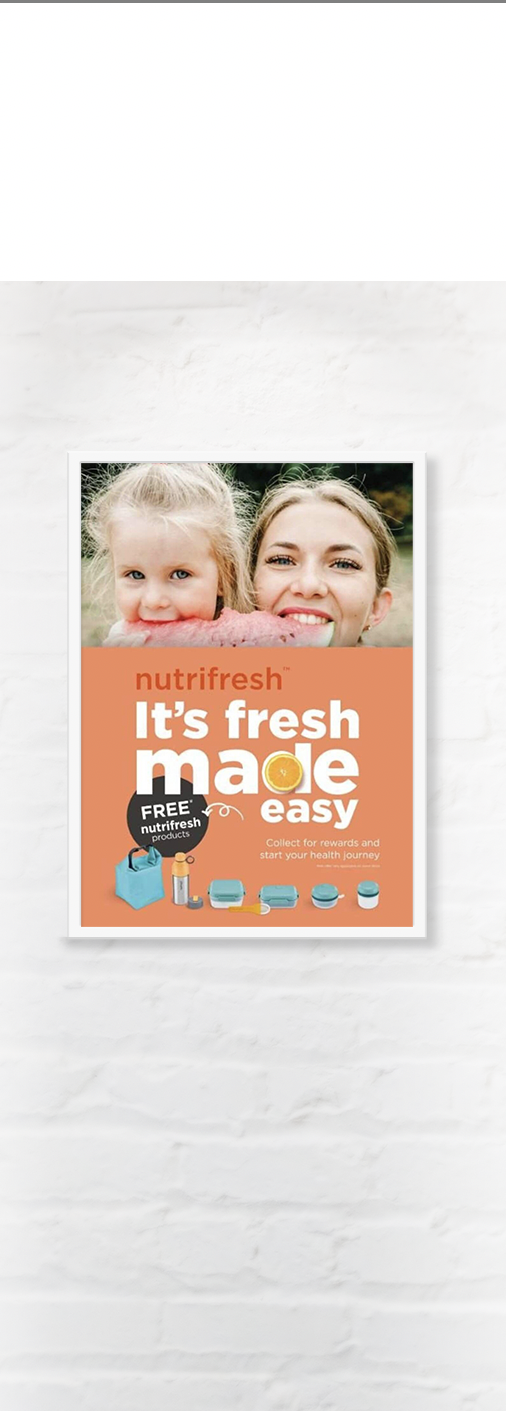 nutrifresh™
It's fresh
made
easy
FREE*
nutrifresh
products
Collect for rewards and
start your health journey